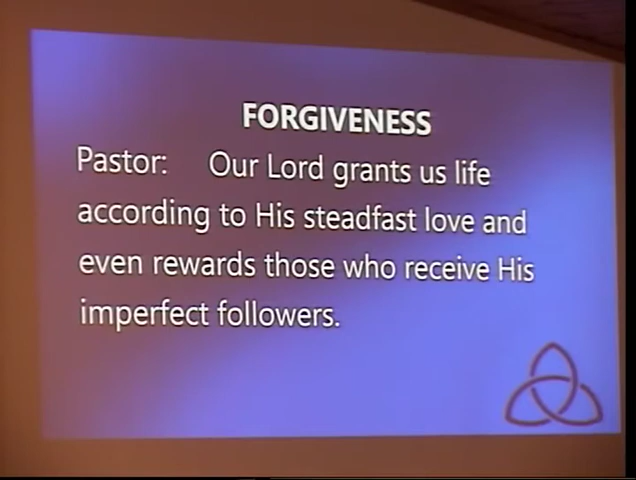 FORGIVENESS
Pastor: Our Lord grants us life
according to His steadfast love and
even rewards those who receive His
imperfect followers.